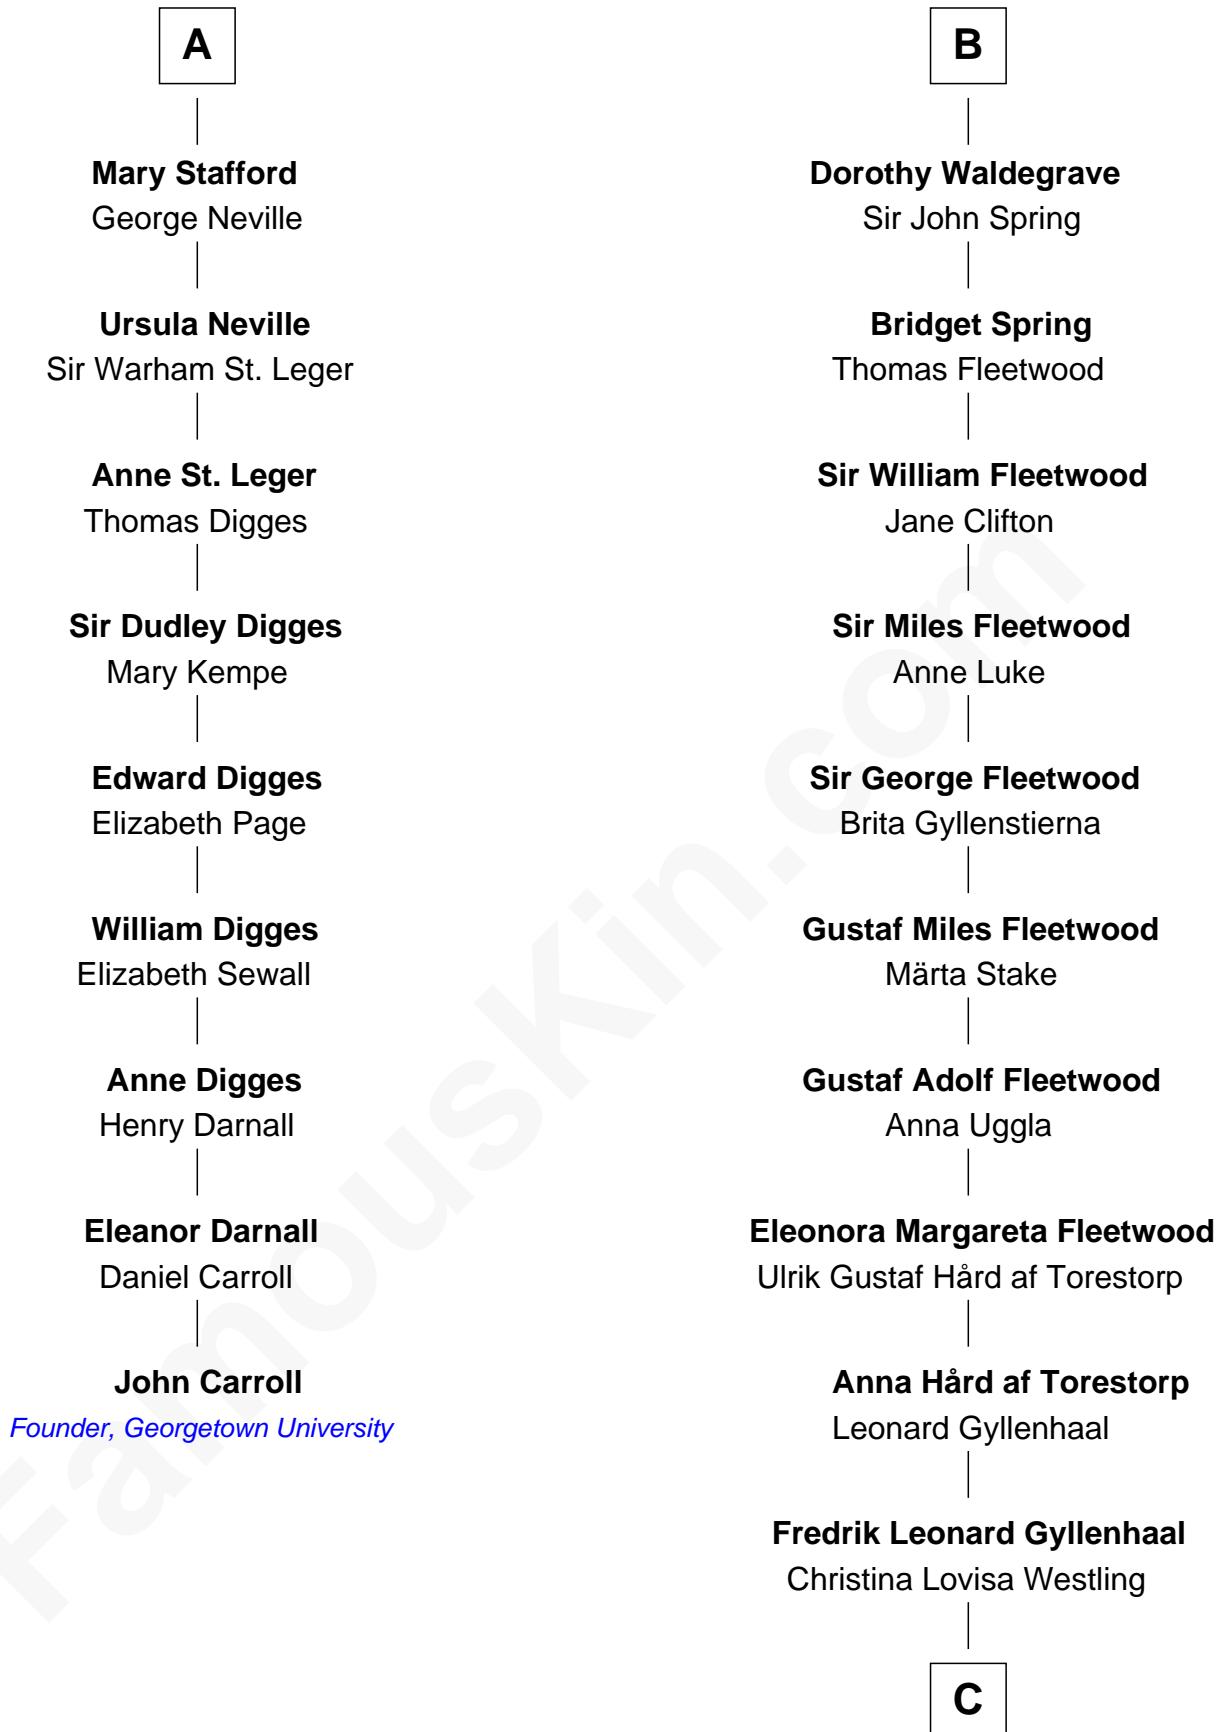 A
Mary Stafford
George Neville
Ursula Neville
Sir Warham St. Leger
Anne St. Leger
Thomas Digges
Sir Dudley Digges
Mary Kempe
Edward Digges
Elizabeth Page
William Digges
Elizabeth Sewall
Anne Digges
Henry Darnall
Eleanor Darnall
Daniel Carroll
John Carroll
Founder, Georgetown University
B
Dorothy Waldegrave
Sir John Spring
Bridget Spring
Thomas Fleetwood
Sir William Fleetwood
Jane Clifton
Sir Miles Fleetwood
Anne Luke
Sir George Fleetwood
Brita Gyllenstierna
Gustaf Miles Fleetwood
Märta Stake
Gustaf Adolf Fleetwood
Anna Uggla
Eleonora Margareta Fleetwood
Ulrik Gustaf Hård af Torestorp
Anna Hård af Torestorp
Leonard Gyllenhaal
Fredrik Leonard Gyllenhaal
Christina Lovisa Westling
C
FamousKin.com